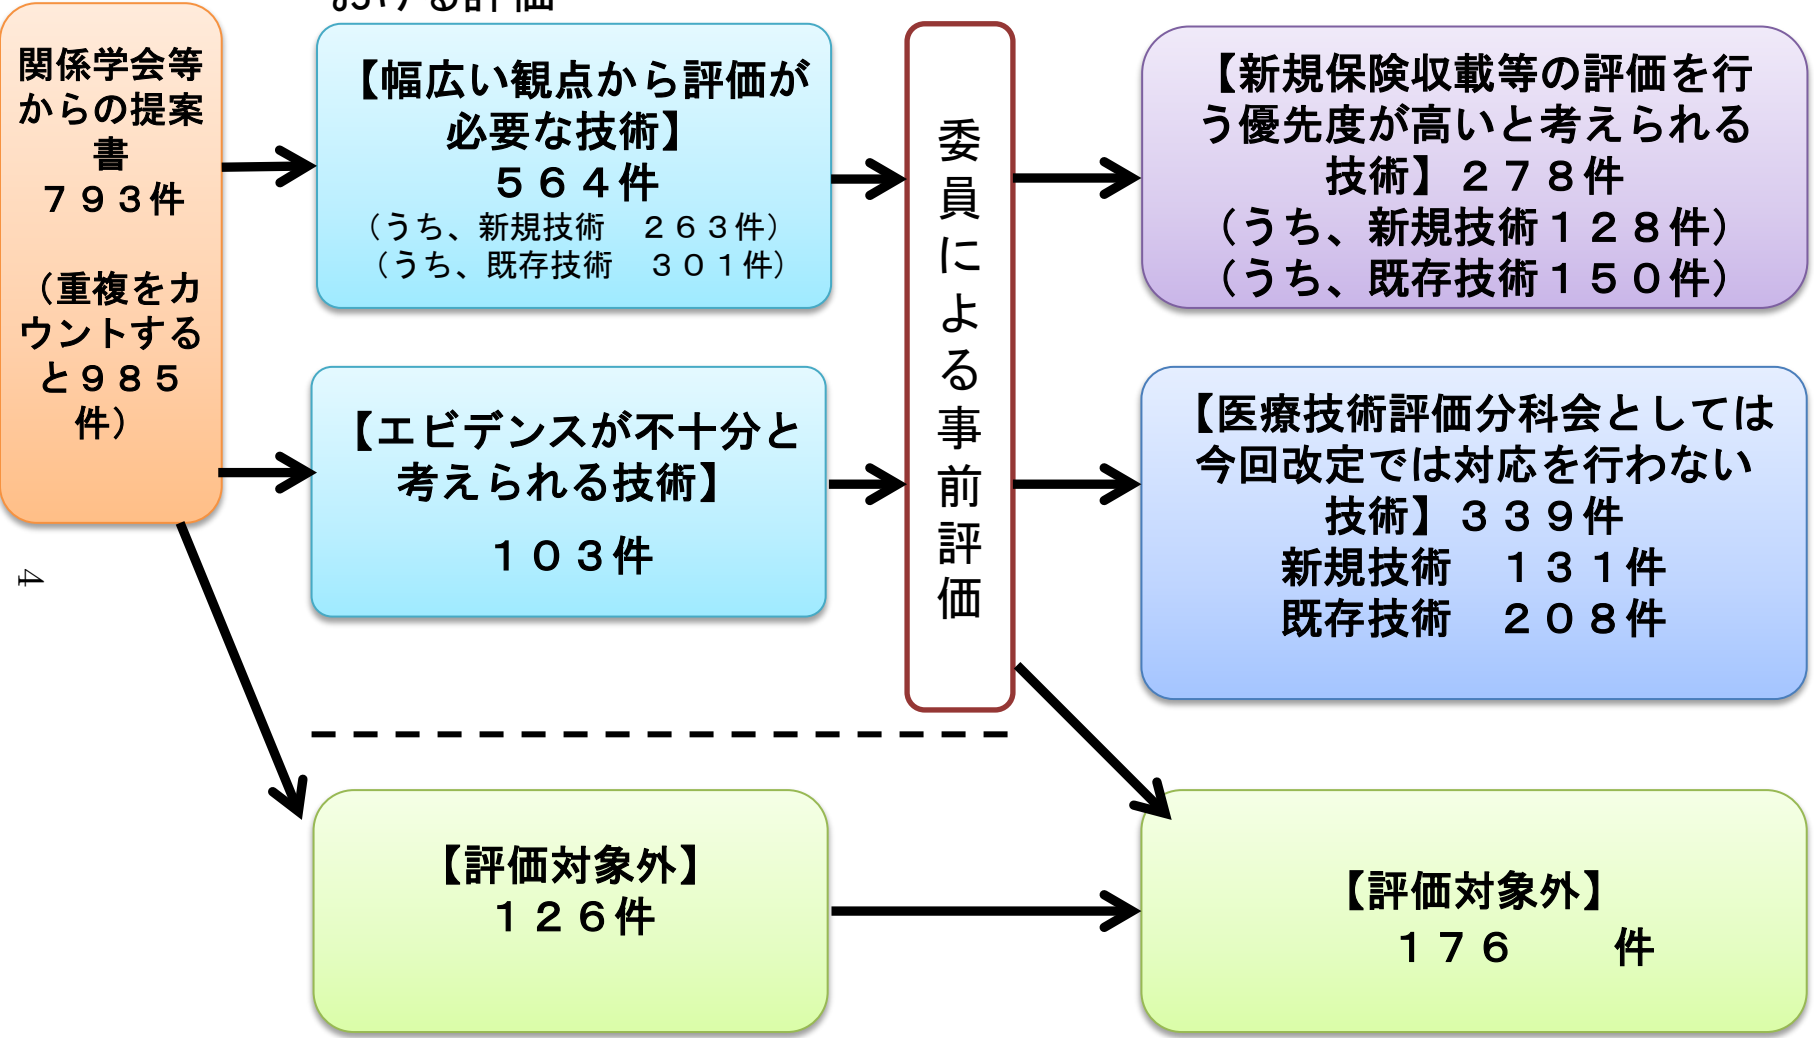 おける評価
関係学会等
からの提案
書
７９３件
（重複をカ
ウントする
と９８５
件）
【幅広い観点から評価が
必要な技術】
５６４件
（うち、新規技術　２６３件）
（うち、既存技術　３０１件）
【エビデンスが不十分と
考えられる技術】
１０３件
【評価対象外】
１２６件
委員による事前評価
【新規保険収載等の評価を行
う優先度が高いと考えられる
技術】２７８件
（うち、新規技術１２８件）
（うち、既存技術１５０件）
【医療技術評価分科会としては
今回改定では対応を行わない
技術】３３９件
新規技術　１３１件
既存技術　２０８件
【評価対象外】
１７６　　件
4